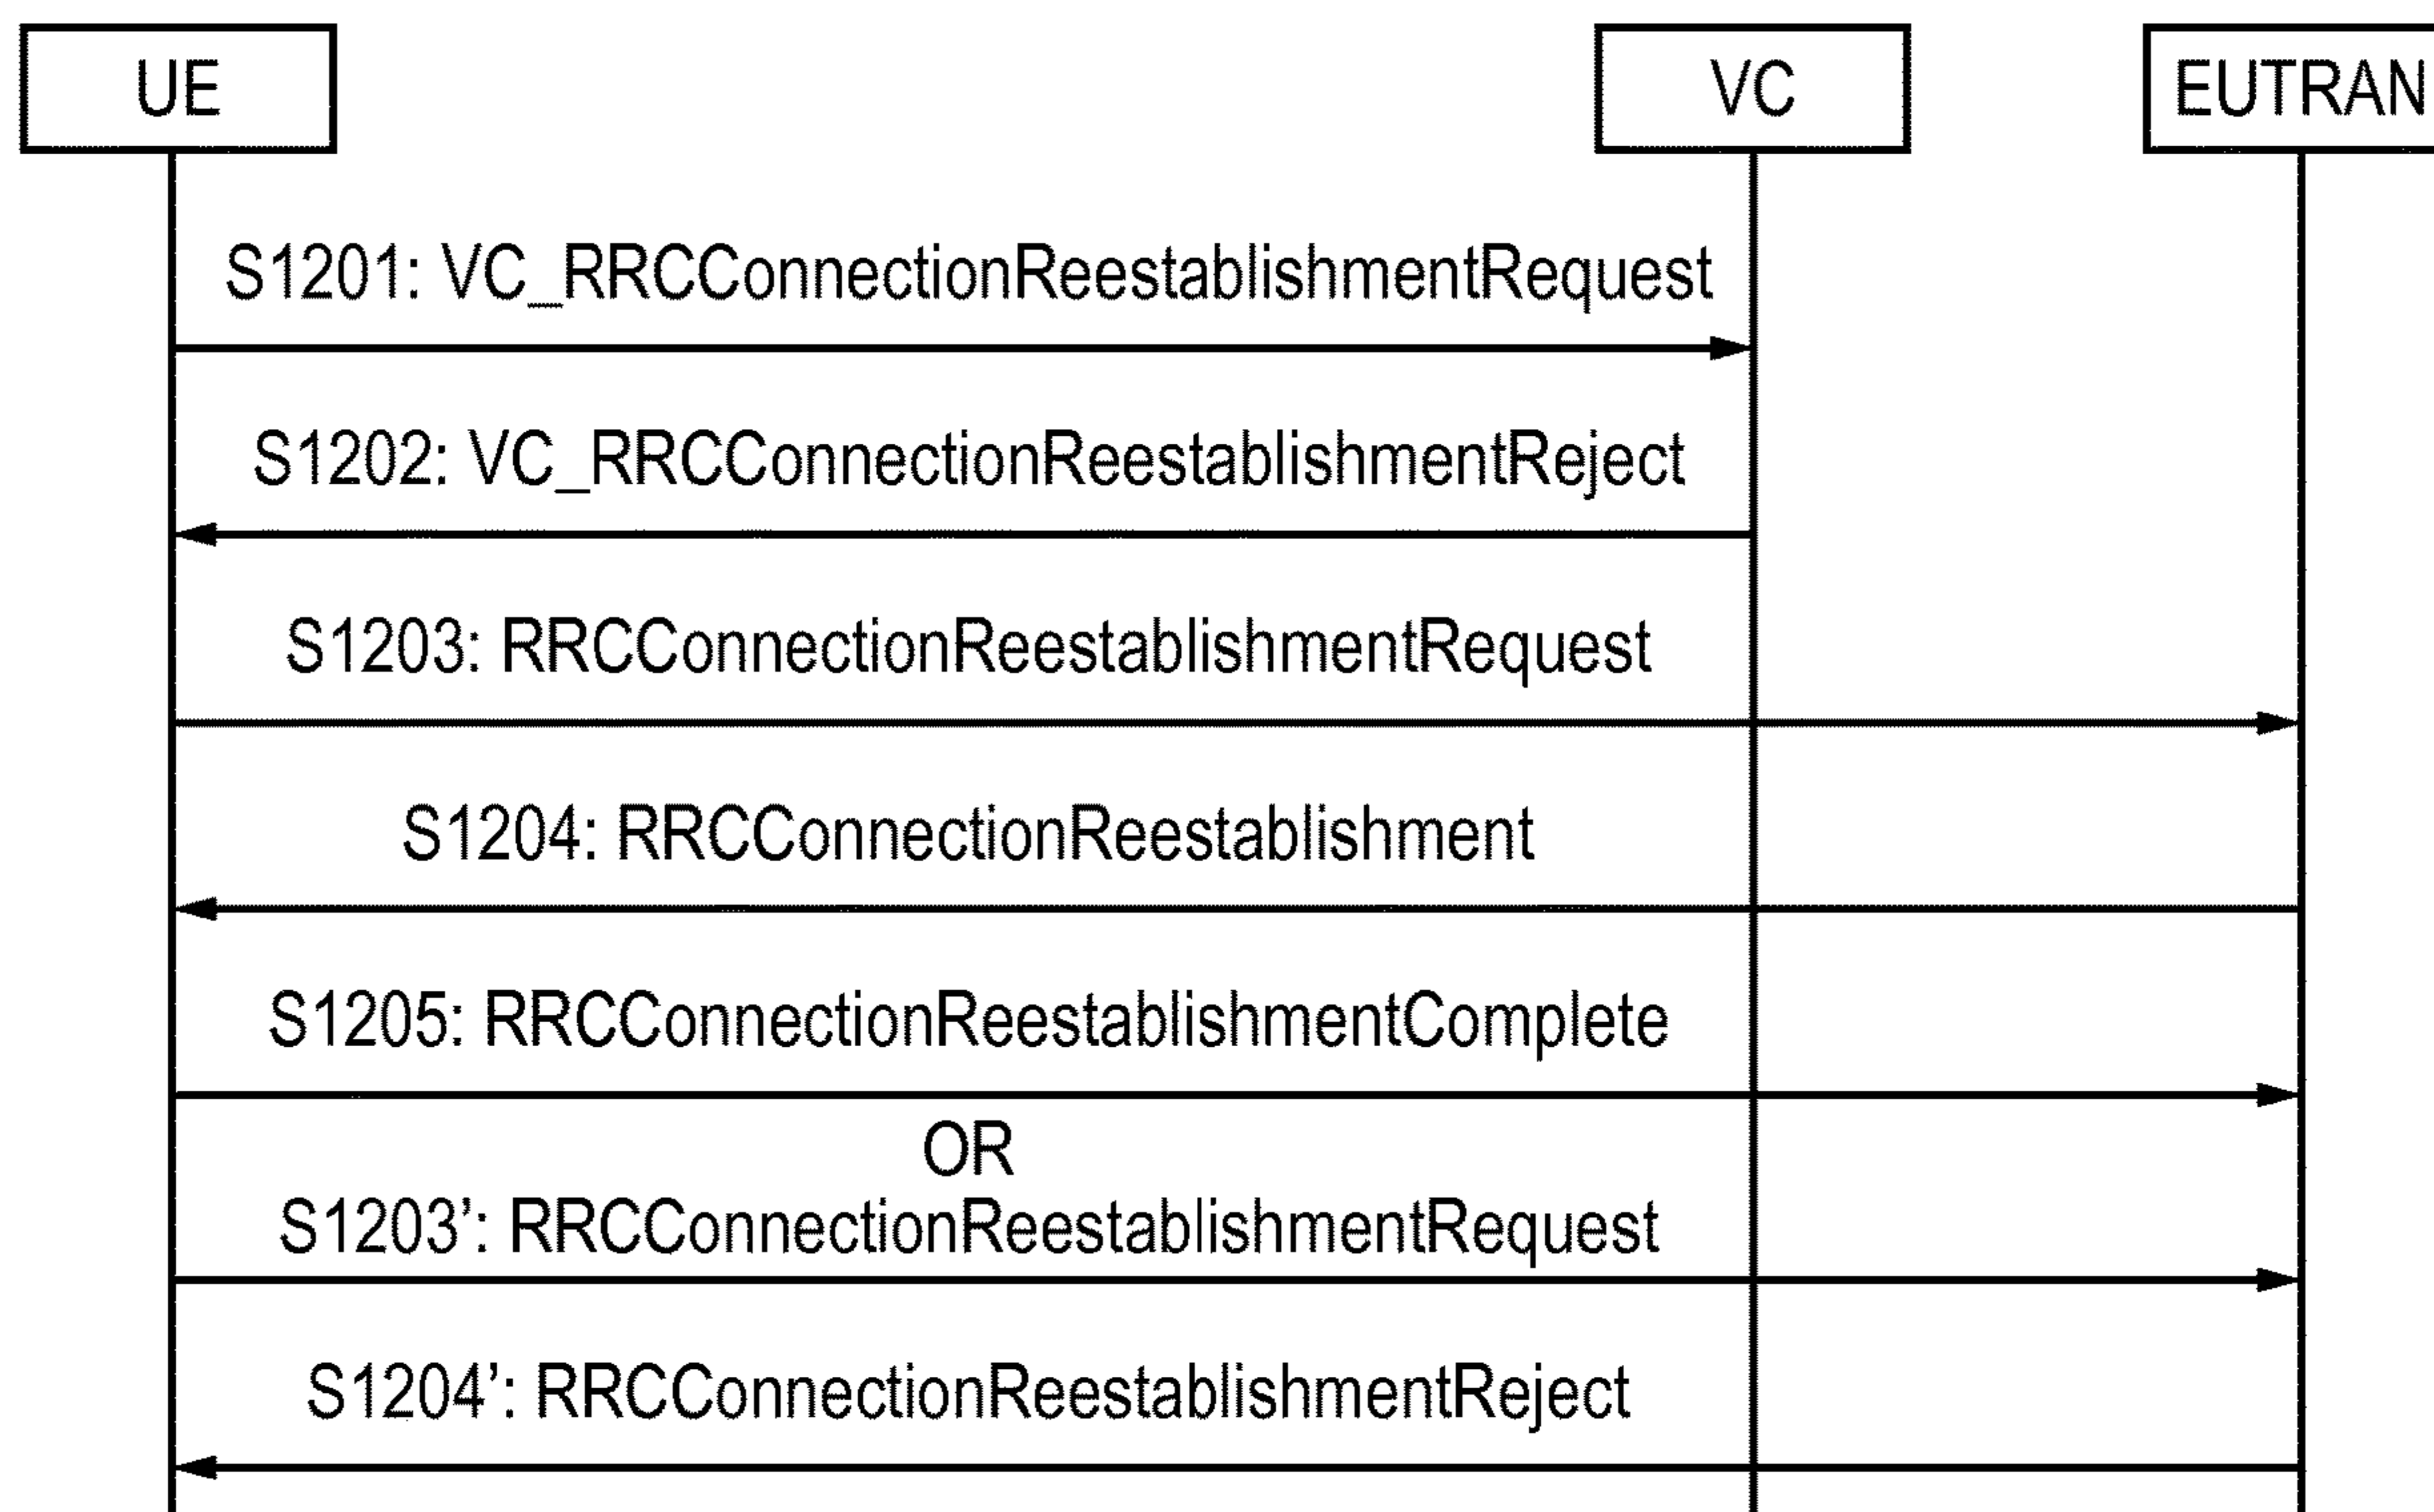 UE
VC
EUTRAN
S1201: VC_RRCConnectionReestablishmentRequest
S1202: VC_RRCConnectionReestablishmentReject
S1203: RRCConnectionReestablishmentRequest
S1204: RRCConnectionReestablishment
S1205: RRCConnectionReestablishmentComplete
OR
S1203’: RRCConnectionReestablishmentRequest
S1204’: RRCConnectionReestablishmentReject